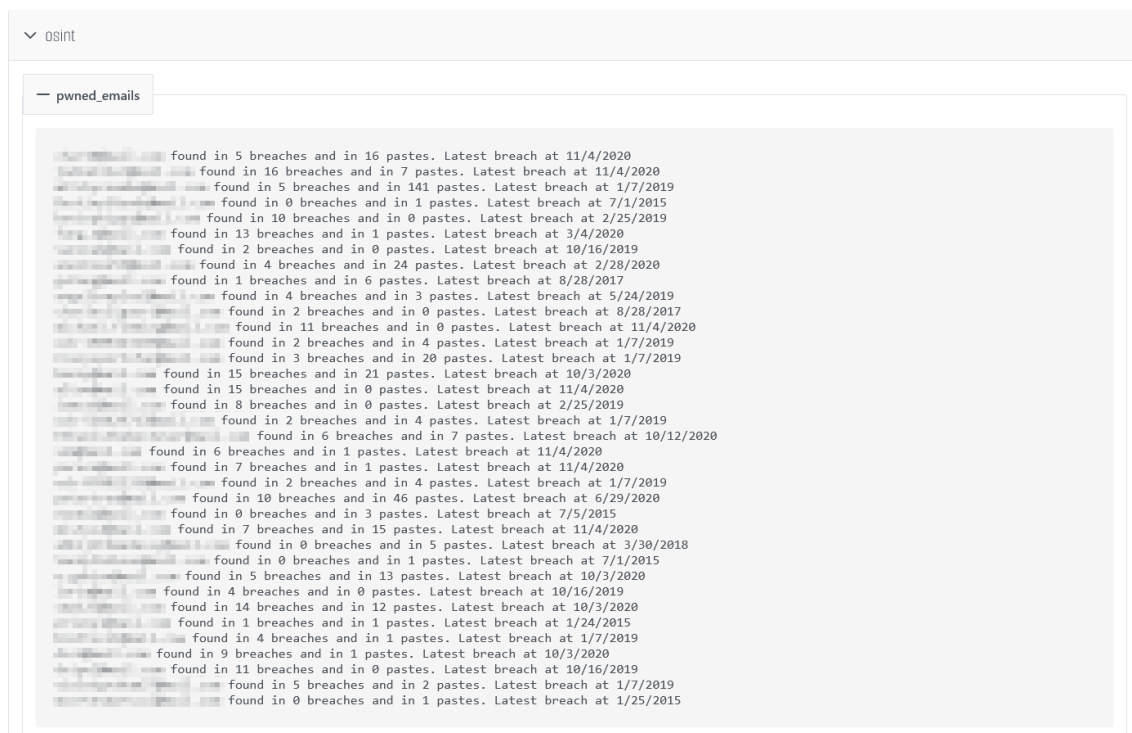 osint
pwned_emails
found in 5 breaches and in 16 pastes. Latest breach at 11/4/2020
found in 16 breaches and in 7 pastes. Latest breach at 11/4/2020
found in 5 breaches and in 141 pastes. Latest breach at 1/7/2019
found in 0 breaches and in 1 pastes. Latest breach at 7/1/2015
found in 10 breaches and in 0 pastes. Latest breach at 2/25/2019
found in 13 breaches and in 1 pastes. Latest breach at 3/4/2020
found in 2 breaches and in 0 pastes. Latest breach at 10/16/2019
found in 4 breaches and in 24 pastes. Latest breach at 2/28/2020
found in 1 breaches and in 6 pastes. Latest breach at 8/28/2017
found in 4 breaches and in 3 pastes. Latest breach at 5/24/2019
found in 2 breaches and in 0 pastes. Latest breach at 8/28/2017
found in 11 breaches and in 0 pastes. Latest breach at 11/4/2020
found in 2 breaches and in 4 pastes. Latest breach at 1/7/2019
found in 3 breaches and in 20 pastes. Latest breach at 1/7/2019
found in 15 breaches and in 21 pastes. Latest breach at 10/3/2020
found in 15 breaches and in 0 pastes. Latest breach at 11/4/2020
found in 8 breaches and in 0 pastes. Latest breach at 2/25/2019
found in 2 breaches and in 4 pastes. Latest breach at 1/7/2019
found in 6 breaches and in 7 pastes. Latest breach at 10/12/2020
found in 6 breaches and in 1 pastes. Latest breach at 11/4/2020
found in 7 breaches and in 1 pastes. Latest breach at 11/4/2020
found in 2 breaches and in 4 pastes. Latest breach at 1/7/2019
found in 10 breaches and in 46 pastes. Latest breach at 6/29/2020
found in 0 breaches and in 3 pastes. Latest breach at 7/5/2015
found in 7 breaches and in 15 pastes. Latest breach at 11/4/2020
found in 0 breaches and in 5 pastes. Latest breach at 3/30/2018
found in 0 breaches and in 1 pastes. Latest breach at 7/1/2015
found in 5 breaches and in 13 pastes. Latest breach at 10/3/2020
found in 4 breaches and in 0 pastes. Latest breach at 10/16/2019
found in 14 breaches and in 12 pastes. Latest breach at 10/3/2020
found in 1 breaches and in 1 pastes. Latest breach at 1/24/2015
found in 4 breaches and in 1 pastes. Latest breach at 1/7/2019
found in 9 breaches and in 1 pastes. Latest breach at 10/3/2020
found in 11 breaches and in 0 pastes. Latest breach at 10/16/2019
found in 5 breaches and in 2 pastes. Latest breach at 1/7/2019
found in 0 breaches and in 1 pastes. Latest breach at 1/25/2015